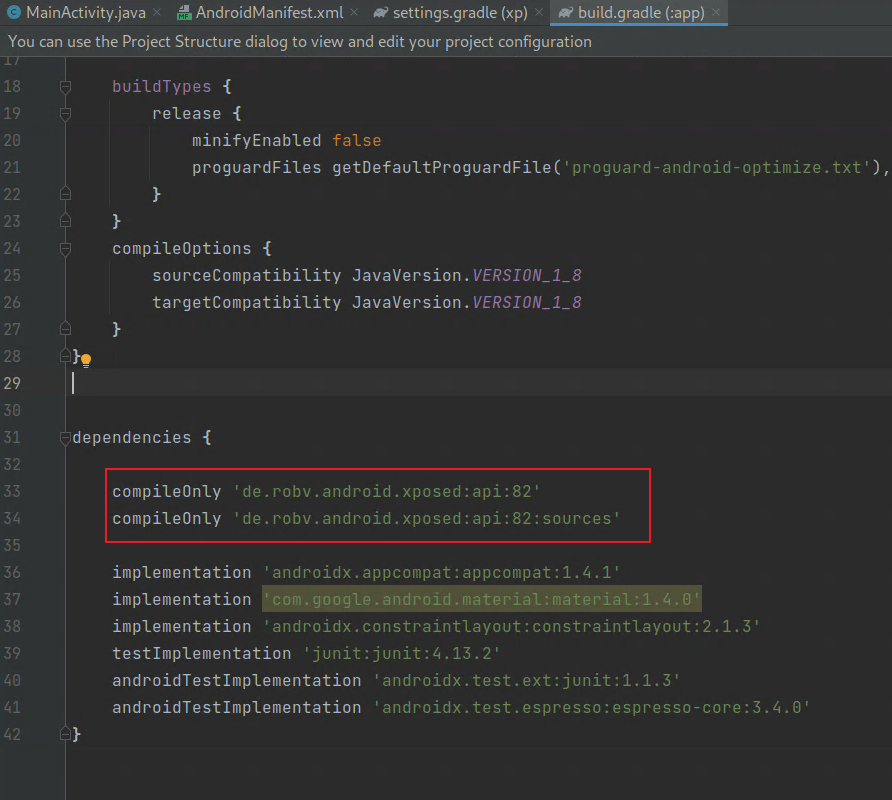 MainActivity.java AndroidManifest.xml settings.gradle (xp) build.gradle (:app)
You can use the Project Structure dialog to view and edit your project configuration
17
18 buildTypes {
19 release {
20 minifyEnabled false
21 proguardFiles getDefaultProguardFile('proguard-android-optimize.txt'),
22 }
23 }
24 compileOptions {
25 sourceCompatibility JavaVersion.VERSION_1_8
26 targetCompatibility JavaVersion.VERSION_1_8
27 }
28 }
29
30
31 dependencies {
32
33 compileOnly 'de.robv.android.xposed:api:82'
34 compileOnly 'de.robv.android.xposed:api:82:sources'
35
36 implementation 'androidx.appcompat:appcompat:1.4.1'
37 implementation 'com.google.android.material:material:1.4.0'
38 implementation 'androidx.constraintlayout:constraintlayout:2.1.3'
39 testImplementation 'junit:junit:4.13.2'
40 androidTestImplementation 'androidx.test.ext:junit:1.1.3'
41 androidTestImplementation 'androidx.test.espresso:espresso-core:3.4.0'
42 }